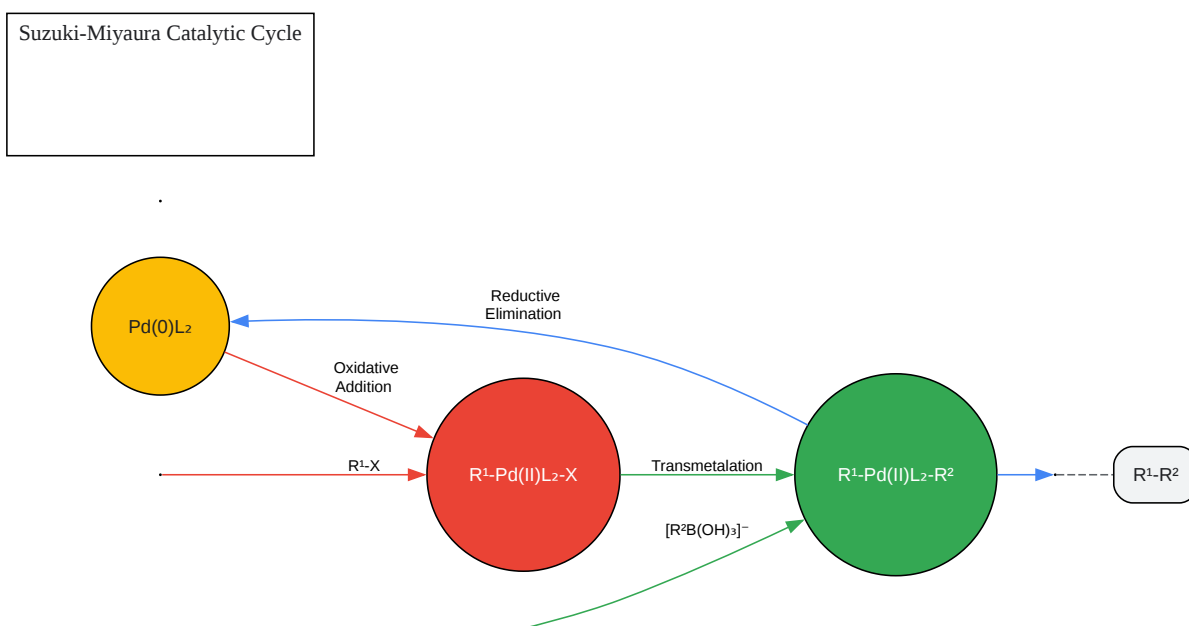 Suzuki-Miyaura Catalytic Cycle
Reductive
Elimination
Pd(0)L₂
Oxidative
Addition
R¹-X
R¹-Pd(II)L₂-X
Transmetalation
R¹-Pd(II)L₂-R²
R¹-R²
[R²B(OH)₃]⁻